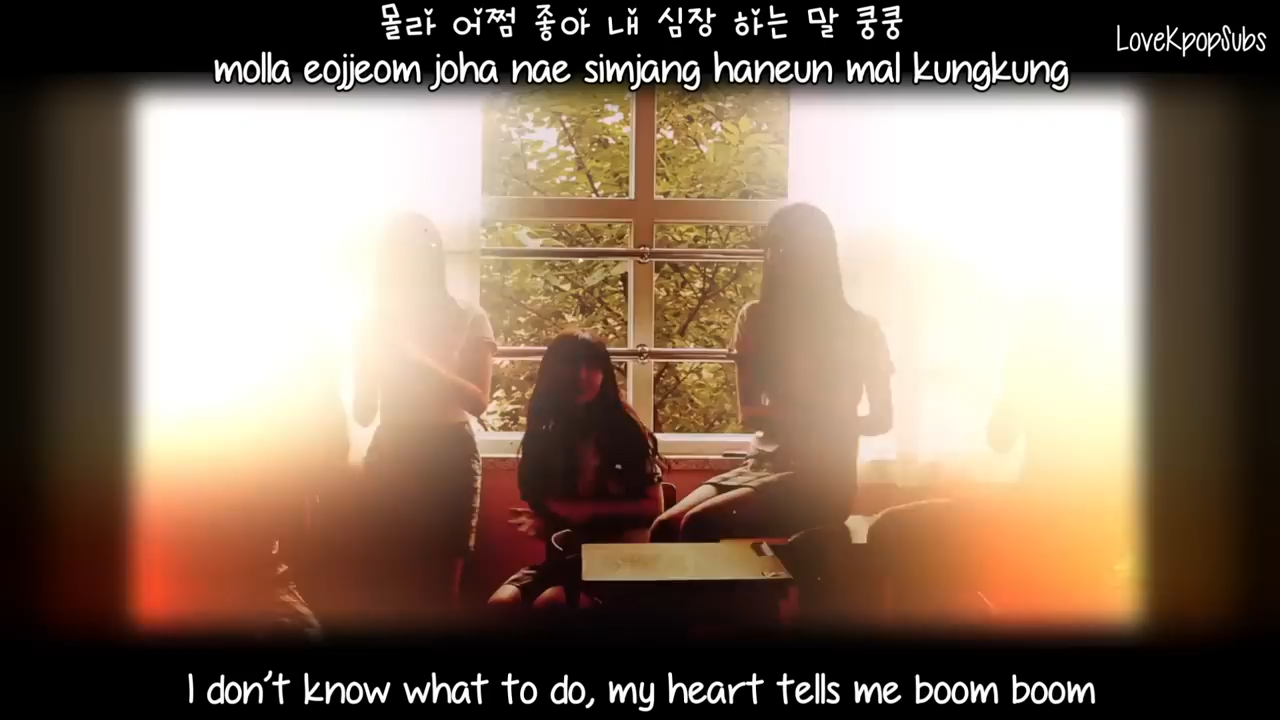 몰라 어쩜 좋아 내 심장 하는 말 쿵쿵
LoveKpopSubs
molla eojjeom joha nae simjang haneun mal kungkung
I don't know what to do, my heart tells me boom boom